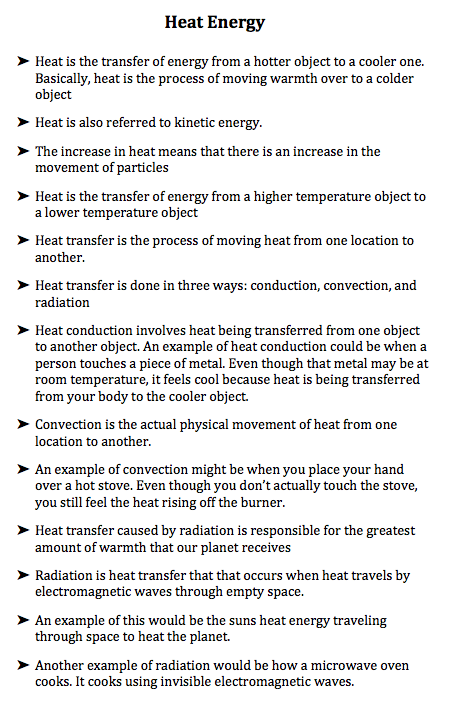 Heat Energy
➤ Heat is the transfer of energy from a hotter object to a cooler one.
Basically, heat is the process of moving warmth over to a colder
object
➤ Heat is also referred to kinetic energy.
➤ The increase in heat means that there is an increase in the
movement of particles
➤ Heat is the transfer of energy from a higher temperature object to
a lower temperature object
➤ Heat transfer is the process of moving heat from one location to
another.
➤ Heat transfer is done in three ways: conduction, convection, and
radiation
➤ Heat conduction involves heat being transferred from one object
to another object. An example of heat conduction could be when a
person touches a piece of metal. Even though that metal may be at
room temperature, it feels cool because heat is being transferred
from your body to the cooler object.
➤ Convection is the actual physical movement of heat from one
location to another.
➤ An example of convection might be when you place your hand
over a hot stove. Even though you don’t actually touch the stove,
you still feel the heat rising off the burner.
➤ Heat transfer caused by radiation is responsible for the greatest
amount of warmth that our planet receives
➤ Radiation is heat transfer that that occurs when heat travels by
electromagnetic waves through empty space.
➤ An example of this would be the suns heat energy traveling
through space to heat the planet.
➤ Another example of radiation would be how a microwave oven
cooks. It cooks using invisible electromagnetic waves.